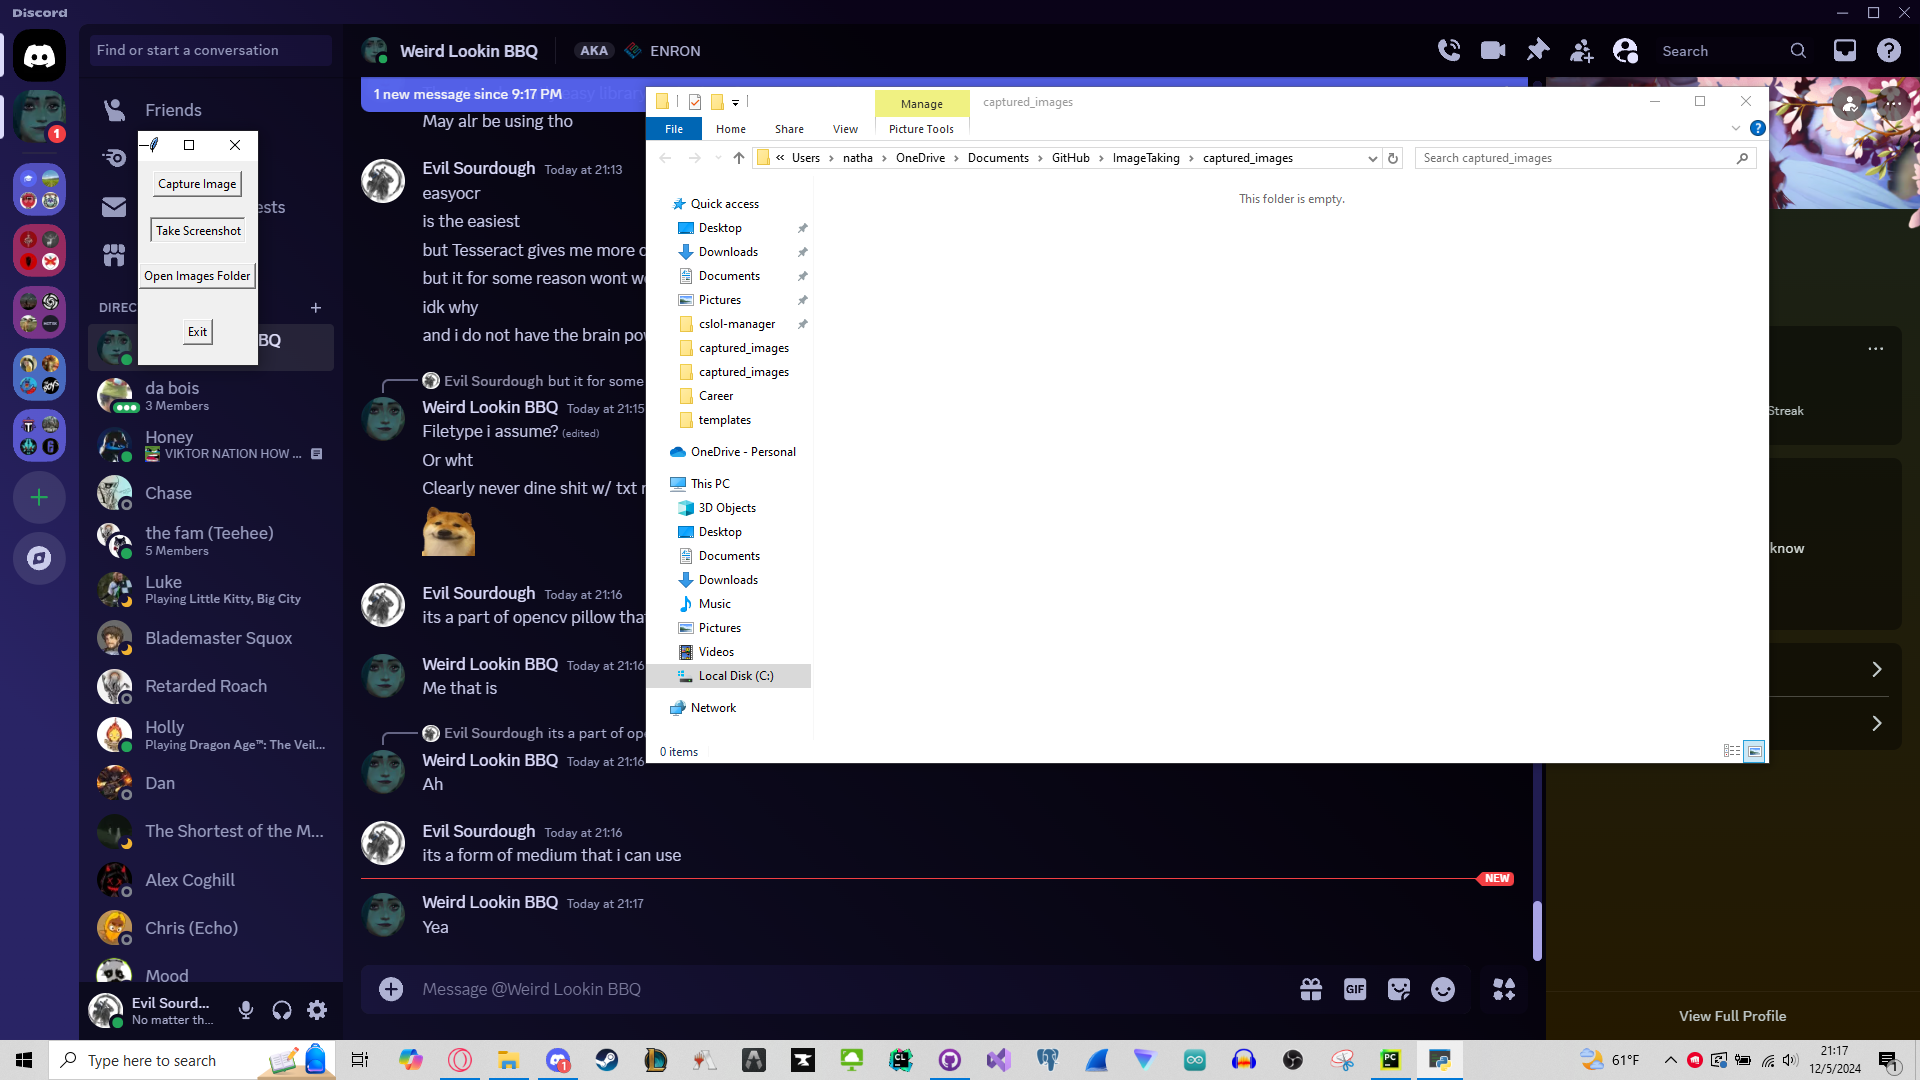 Discord
Find or start a conversation
Weird Lookin BBQ
AKA
ENRON
Search
1 new message since 9:17 PM
Friends
Capture Image
Take Screenshot
Open Images Folder
Exit
ests
DIREC
BQ
da bois
3 Members
Honey
VIKTOR NATION HOW ...
Chase
the fam (Teehee)
5 Members
Luke
Playing Little Kitty, Big City
Blademaster Squox
Retarded Roach
Holly
Playing Dragon Age™: The Veil...
Dan
The Shortest of the M...
Alex Coghill
Chris (Echo)
Mood
Evil Sourd...
No matter th...
May alr be using tho
Evil Sourdough Today at 21:13
easyocr
is the easiest
but Tesseract gives me more c
but it for some reason wont w
idk why
and i do not have the brain pow
Evil Sourdough but it for some
Weird Lookin BBQ Today at 21:15
Filetype i assume? (edited)
Or wht
Clearly never dine shit w/ txt r
Evil Sourdough Today at 21:16
its a part of opencv pillow that
Weird Lookin BBQ Today at 21:16
Me that is
Evil Sourdough its a part of ope
Weird Lookin BBQ Today at 21:16
Ah
Evil Sourdough Today at 21:16
its a form of medium that i can use
NEW
Weird Lookin BBQ Today at 21:17
Yea
Message @Weird Lookin BBQ
GIF
Manage
captured_images
File
Home
Share
View
Picture Tools
« Users > natha > OneDrive > Documents > GitHub > ImageTaking > captured_images
Search captured_images
This folder is empty.
Quick access
Desktop
Downloads
Documents
Pictures
cslol-manager
captured_images
captured_images
Career
templates
OneDrive - Personal
This PC
3D Objects
Desktop
Documents
Downloads
Music
Pictures
Videos
Local Disk (C:)
Network
0 items
Streak
know
View Full Profile
Type here to search
61°F
21:17
12/5/2024